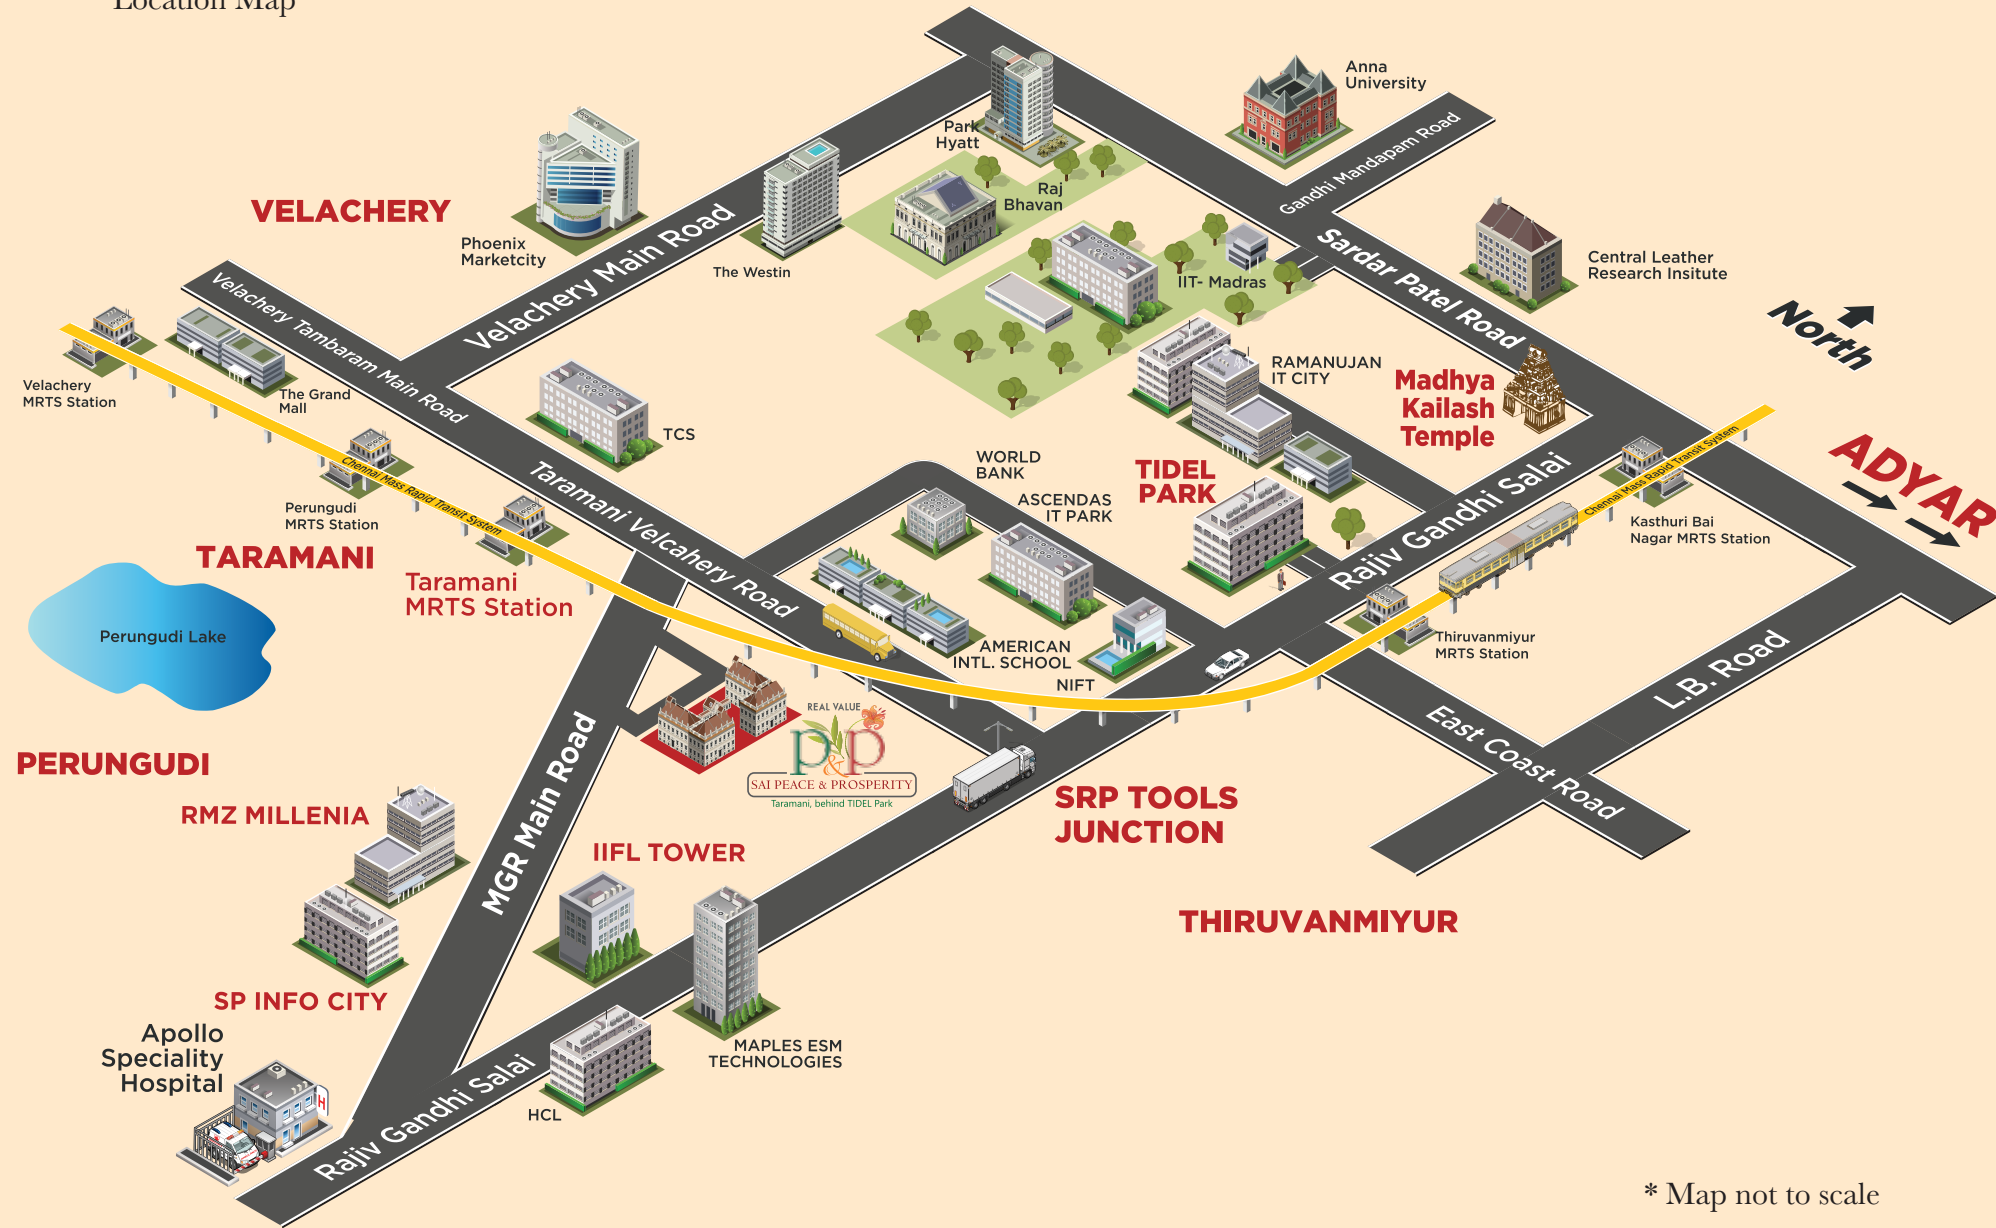 Location Map
Anna
University
Gandhi Mandapam Road
Park
Hyatt
Raj
Bhavan
VELACHERY
Phoenix
Marketcity
Velachery Main Road
The Westin
IIT- Madras
Sardar Patel Road
Central Leather
Research Insitute
North
Velachery Tambaram Main Road
Velachery
MRTS Station
The Grand
Mall
TCS
RAMANUJAN
IT CITY
Madhya
Kailash
Temple
ADYAR
Chennai Mass Rapid Transit System
Chennai Mass Rapid Transit System
Perungudi
MRTS Station
Taramani Velcahery Road
WORLD
BANK
ASCENDAS
IT PARK
TIDEL
PARK
Rajiv Gandhi Salai
Kasthuri Bai
Nagar MRTS Station
TARAMANI
Taramani
MRTS Station
Perungudi Lake
AMERICAN
INTL. SCHOOL
NIFT
Thiruvanmiyur
MRTS Station
L.B. Road
East Coast Road
PERUNGUDI
REAL VALUE
p&p
SAI PEACE & PROSPERITY
Taramani, behind TIDEL Park
MGR Main Road
SRP TOOLS
JUNCTION
RMZ MILLENIA
IIFL TOWER
THIRUVANMIYUR
SP INFO CITY
Apollo
Speciality
Hospital
H
MAPLES ESM
TECHNOLOGIES
HCL
Rajiv Gandhi Salai
* Map not to scale